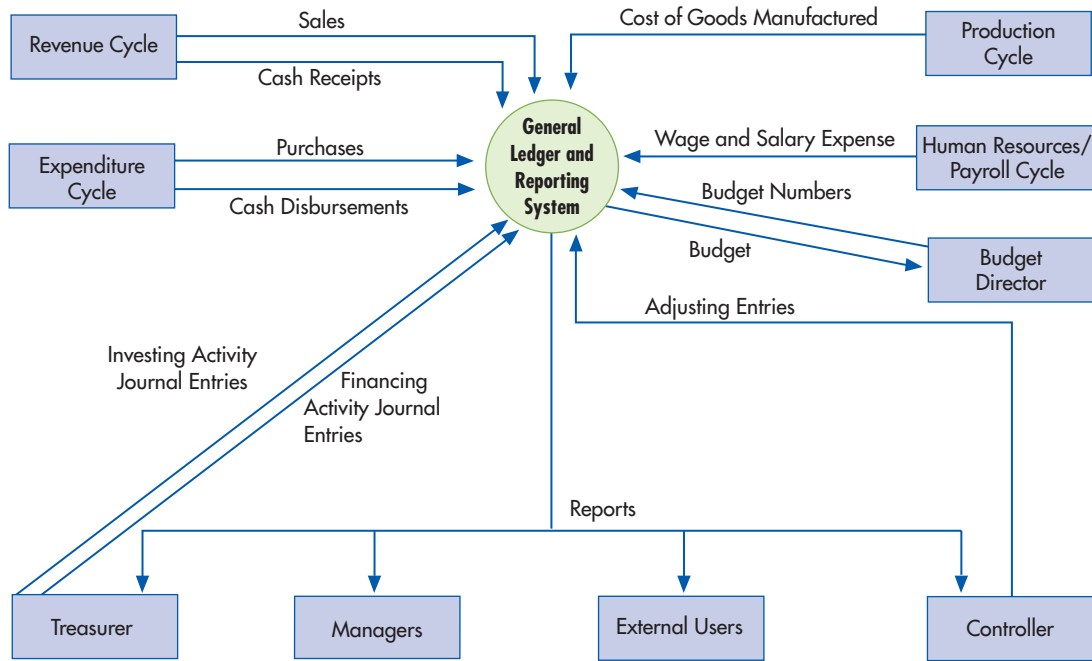 Sales
Cost of Goods Manufactured
Revenue Cycle
Production
Cycle
Cash Receipts
General
Ledger and
Reporting
System
Purchases
Wage and Salary Expense
Expenditure
Cycle
Human Resources/
Payroll Cycle
Cash Disbursements
Budget Numbers
Budget
Budget
Director
Adjusting Entries
Investing Activity
Journal Entries
Financing
Activity Journal
Entries
Reports
Treasurer
Managers
External Users
Controller